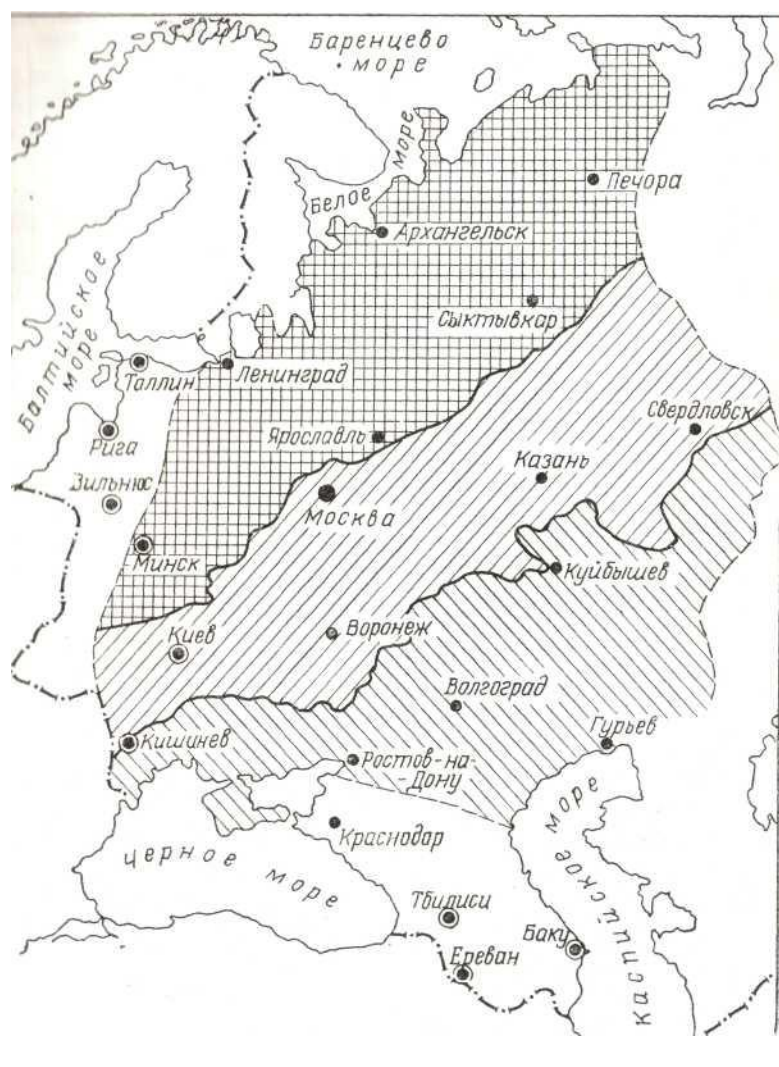 Баренцево
море
Белое
море
Печора
Архангельск
Сыктывкар
Балтийское
море
Таллин
Ленинград
Рига
Ярославль
Свердловск
Казань
Вильнюс
Москва
Минск
Куйбышев
Киев
Воронеж
Волгоград
Кишинев
Гурьев
Ростов-на-
-Дону
Краснодар
Черное море
Каспийское море
Тбилиси
Баку
Ереван